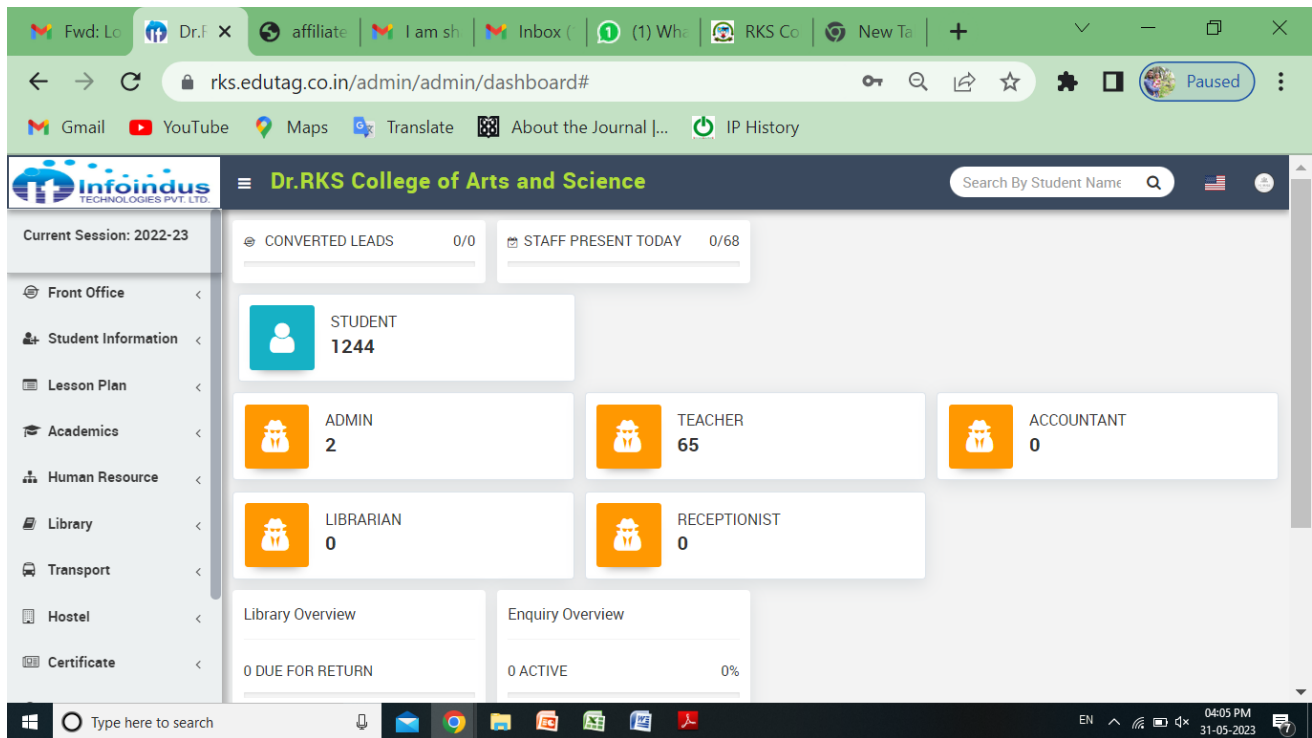 Fwd: Lo Dr.F affiliate I am sh Inbox ( (1) Wha RKS Co New Ta
rks.edutag.co.in/admin/admin/dashboard# Paused
Gmail YouTube Maps Translate About the Journal |... IP History
Infoindus
TECHNOLOGIES PVT. LTD.
Dr.RKS College of Arts and Science Search By Student Name
Current Session: 2022-23
Front Office
Student Information
Lesson Plan
Academics
Human Resource
Library
Transport
Hostel
Certificate
CONVERTED LEADS 0/0 STAFF PRESENT TODAY 0/68
STUDENT
1244
ADMIN
2
TEACHER
65
ACCOUNTANT
0
LIBRARIAN
0
RECEPTIONIST
0
Library Overview
0 DUE FOR RETURN
Enquiry Overview
0 ACTIVE 0%
Type here to search
EN
04:05 PM
31-05-2023
7